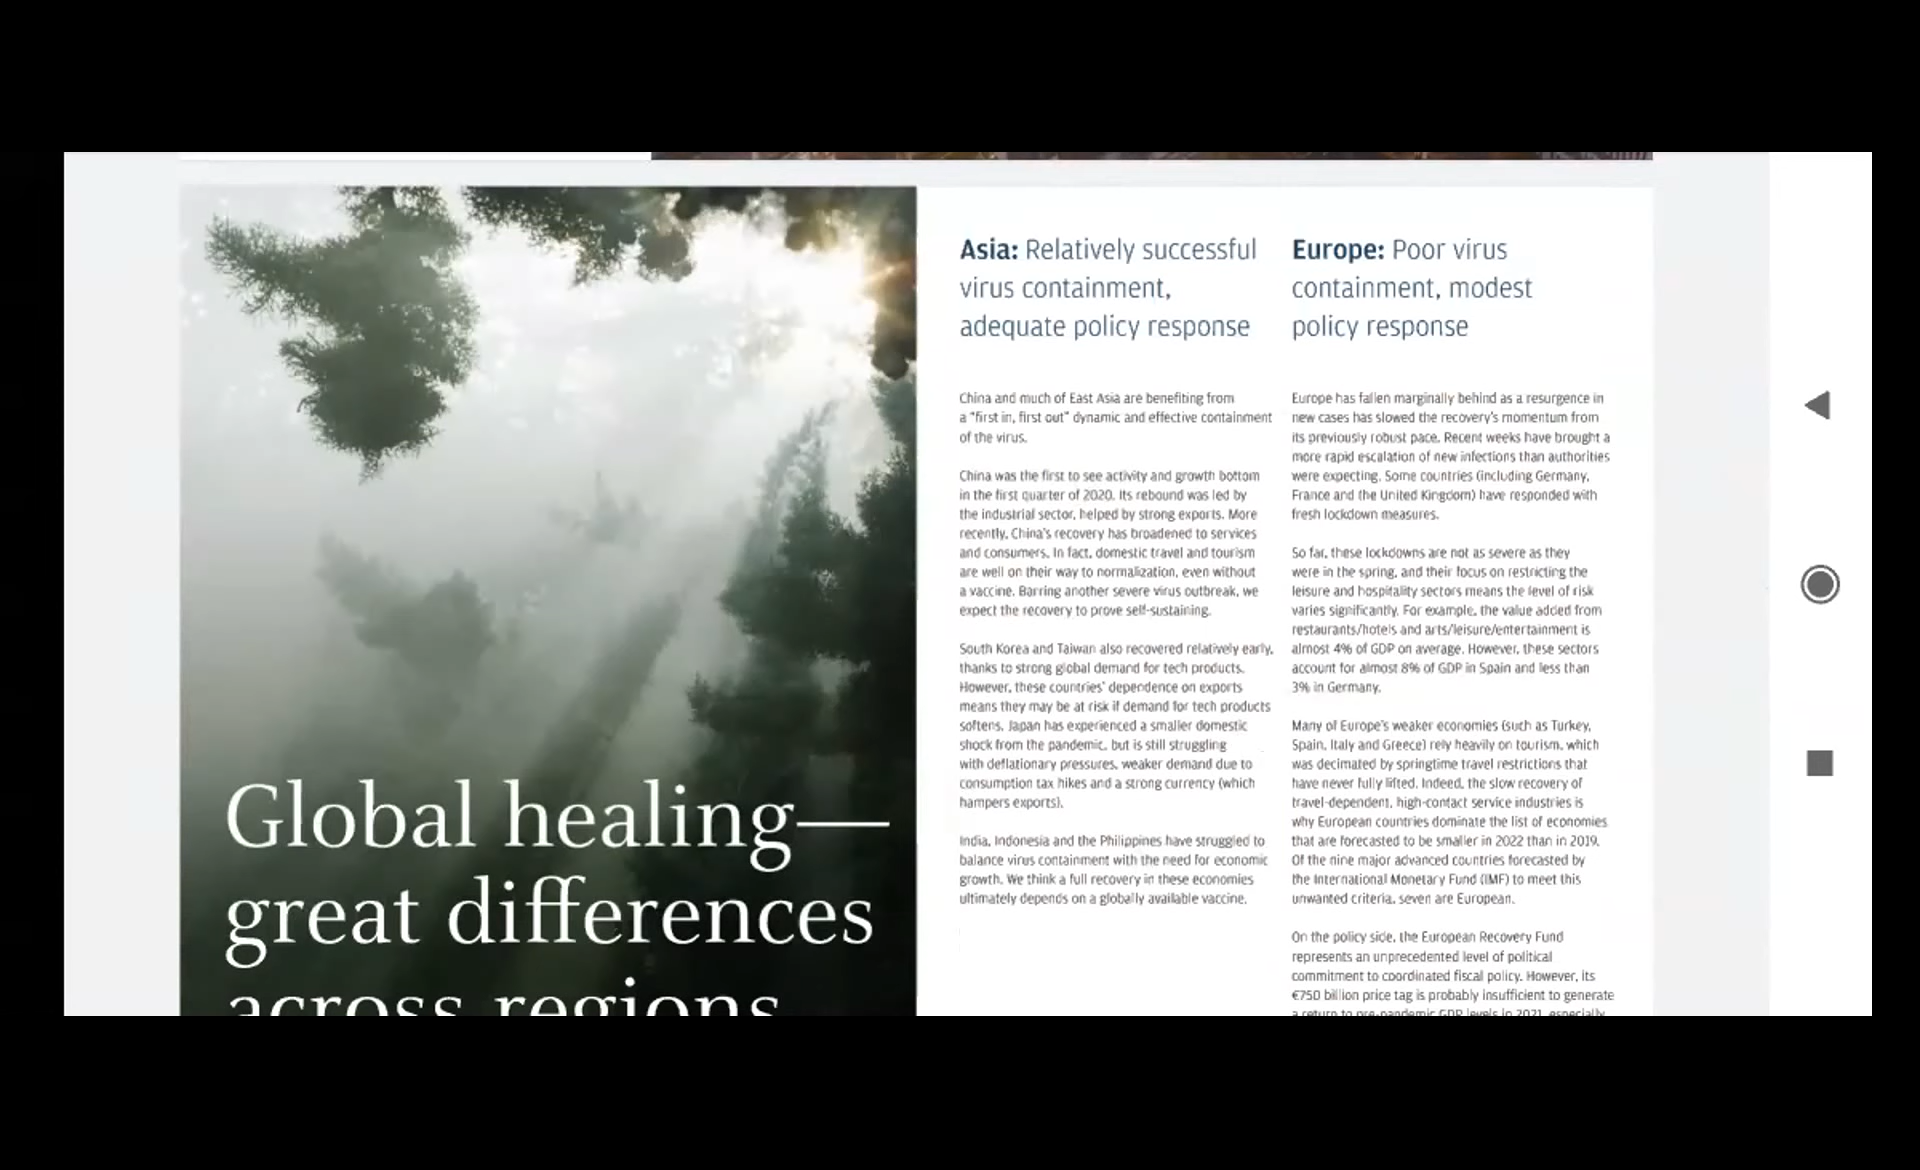 Global healing—
great differences
across regions
Asia: Relatively successful
virus containment,
adequate policy response
China and much of East Asia are benefiting from
a “first in, first out” dynamic and effective containment
of the virus.
China was the first to see activity and growth bottom
in the first quarter of 2020. Its rebound was led by
the industrial sector, helped by strong exports. More
recently, China’s recovery has broadened to services
and consumers. In fact, domestic travel and tourism
are well on their way to normalization, even without
a vaccine. Barring another severe virus outbreak, we
expect the recovery to prove self-sustaining.
South Korea and Taiwan also recovered relatively early,
thanks to strong global demand for tech products.
However, these countries’ dependence on exports
means they may be at risk if demand for tech products
softens. Japan has experienced a smaller domestic
shock from the pandemic, but is still struggling
with deflationary pressures, weaker demand due to
consumption tax hikes and a strong currency (which
hampers exports).
India, Indonesia and the Philippines have struggled to
balance virus containment with the need for economic
growth. We think a full recovery in these economies
ultimately depends on a globally available vaccine.
Europe: Poor virus
containment, modest
policy response
Europe has fallen marginally behind as a resurgence in
new cases has slowed the recovery’s momentum from
its previously robust pace. Recent weeks have brought a
more rapid escalation of new infections than authorities
were expecting. Some countries (including Germany,
France and the United Kingdom) have responded with
fresh lockdown measures.
So far, these lockdowns are not as severe as they
were in the spring, and their focus on restricting the
leisure and hospitality sectors means the level of risk
varies significantly. For example, the value added from
restaurants/hotels and arts/leisure/entertainment is
almost 4% of GDP on average. However, these sectors
account for almost 8% of GDP in Spain and less than
3% in Germany.
Many of Europe’s weaker economies (such as Turkey,
Spain, Italy and Greece) rely heavily on tourism, which
was decimated by springtime travel restrictions that
have never fully lifted. Indeed, the slow recovery of
travel-dependent, high-contact service industries is
why European countries dominate the list of economies
that are forecasted to be smaller in 2022 than in 2019.
Of the nine major advanced countries forecasted by
the International Monetary Fund (IMF) to meet this
unwanted criteria, seven are European.
On the policy side, the European Recovery Fund
represents an unprecedented level of political
commitment to coordinated fiscal policy. However, its
€750 billion price tag is probably insufficient to generate
a return to pre-pandemic GDP levels in 2021, especially